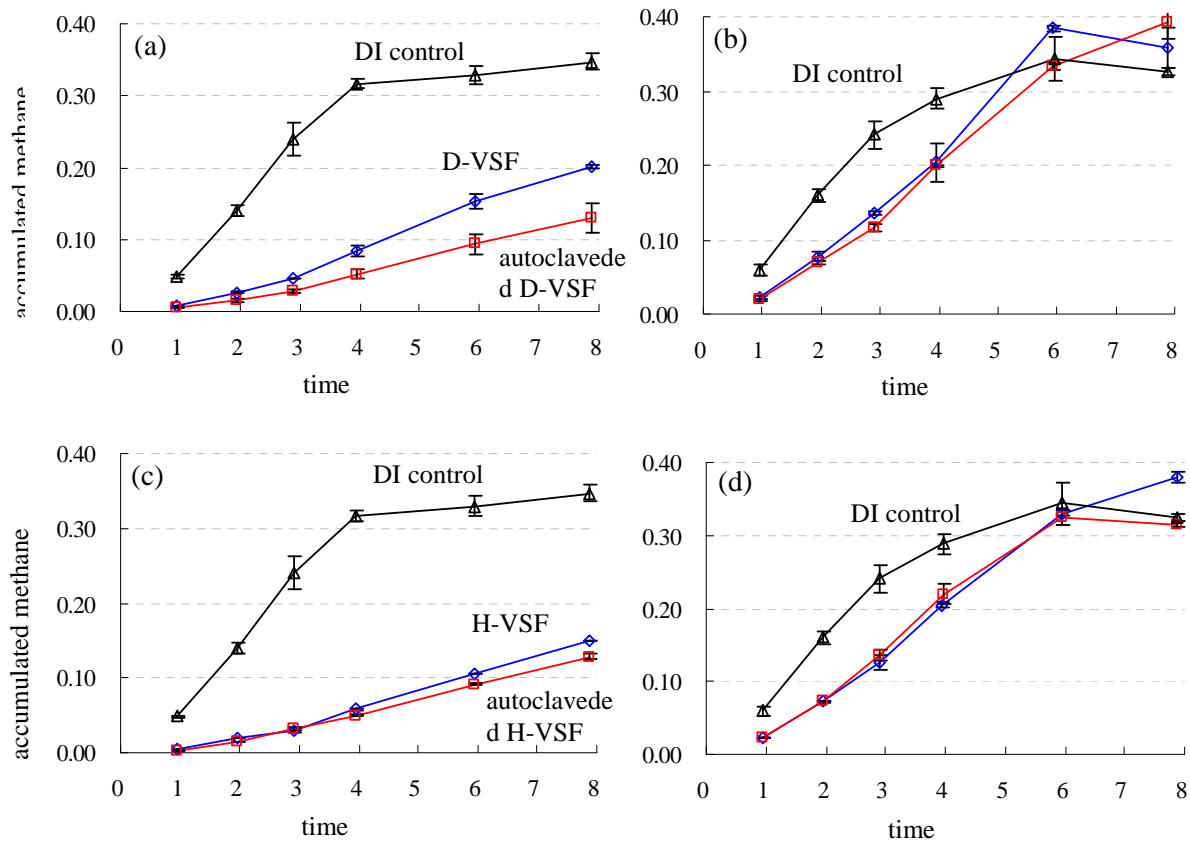 (a)
0.40
0.30
0.20
0.10
0.00
accumulated methane
DI control
D-VSF
autoclavede
d D-VSF
0 1 2 3 4 5 6 7 8
time
(b)
0.40
0.30
0.20
0.10
0.00
DI control
0 1 2 3 4 5 6 7 8
time
(c)
0.40
0.30
0.20
0.10
0.00
accumulated methane
DI control
H-VSF
autoclavede
d H-VSF
0 1 2 3 4 5 6 7 8
time
(d)
0.40
0.30
0.20
0.10
0.00
DI control
0 1 2 3 4 5 6 7 8
time